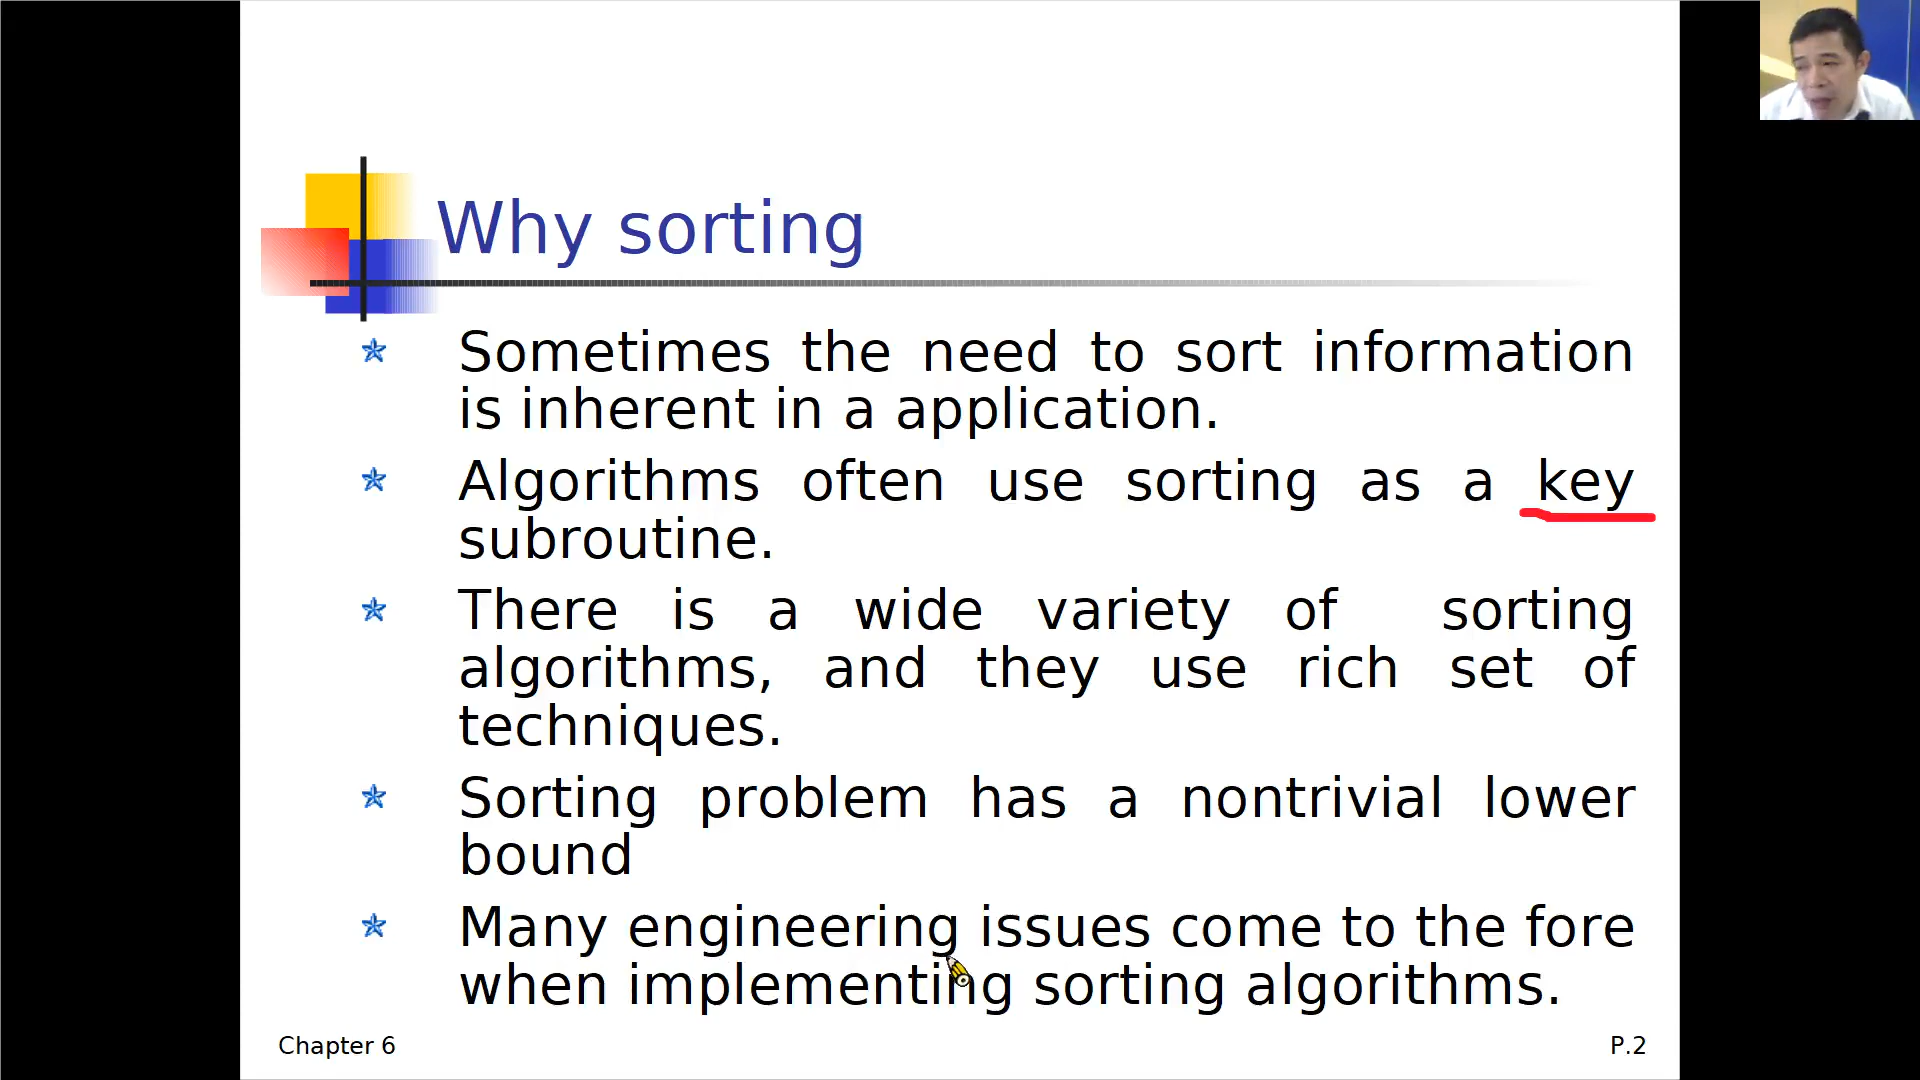 Why sorting
Sometimes the need to sort information
is inherent in a application.
Algorithms often use sorting as a key
subroutine.
There is a wide variety of sorting
algorithms, and they use rich set of
techniques.
Sorting problem has a nontrivial lower
bound
Many engineering issues come to the fore
when implementing sorting algorithms.
Chapter 6
P.2